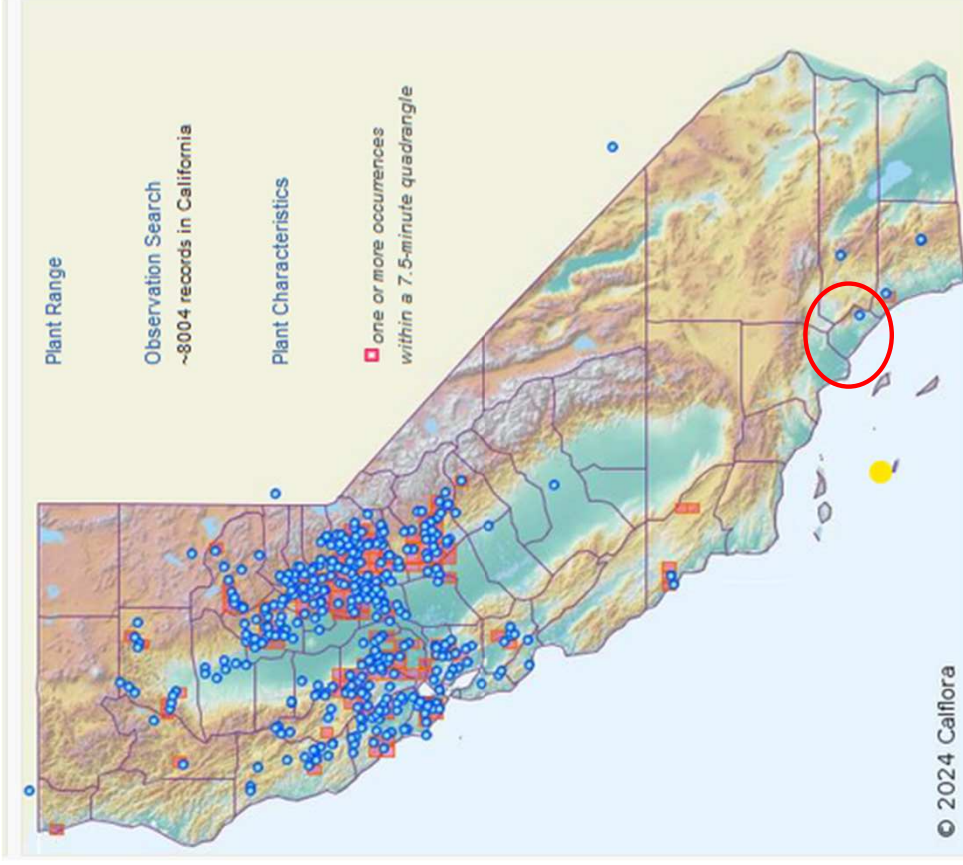 Plant Range
Observation Search
~8004 records in California
Plant Characteristics
one or more occurrences
within a 7.5-minute quadrangle
© 2024 Calflora